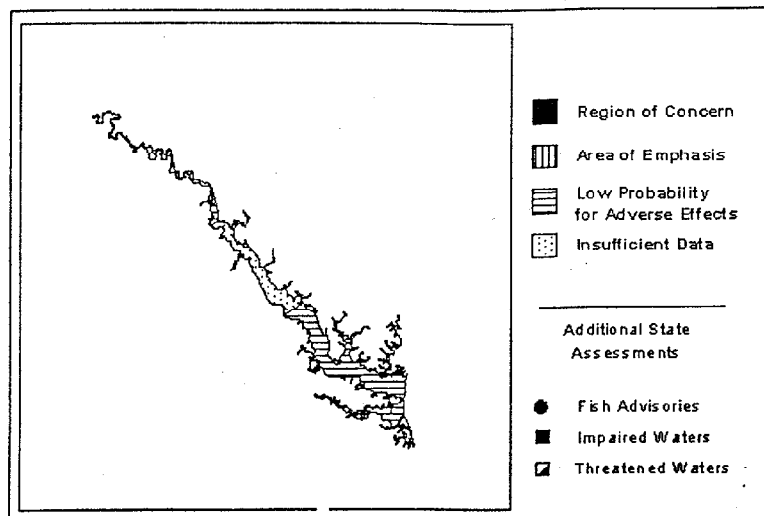 Region of Concern
Area of Emphasis
Low Probability
for Adverse Effects
Insufficient Data
Additional State
Assessments
Fish Advisories
Impaired Waters
Threatened Waters